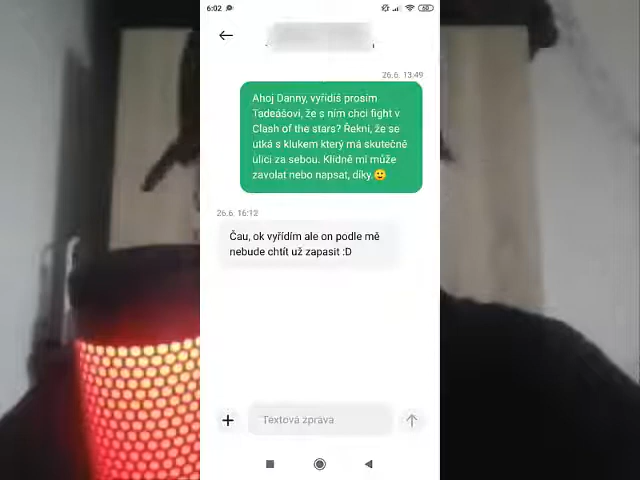 6:02
60
26.6. 13:49
Ahoj Danny, vyřídíš prosím
Tadeášovi, že s ním chci fight v
Clash of the stars? Řekni, že se
utká s klukem který má skutečně
ulici za sebou. Klidně mi může
zavolat nebo napsat, díky.
26.6. 16:12
Čau, ok vyřídím ale on podle mě
nebude chtít už zapasit :D
Textová zpráva